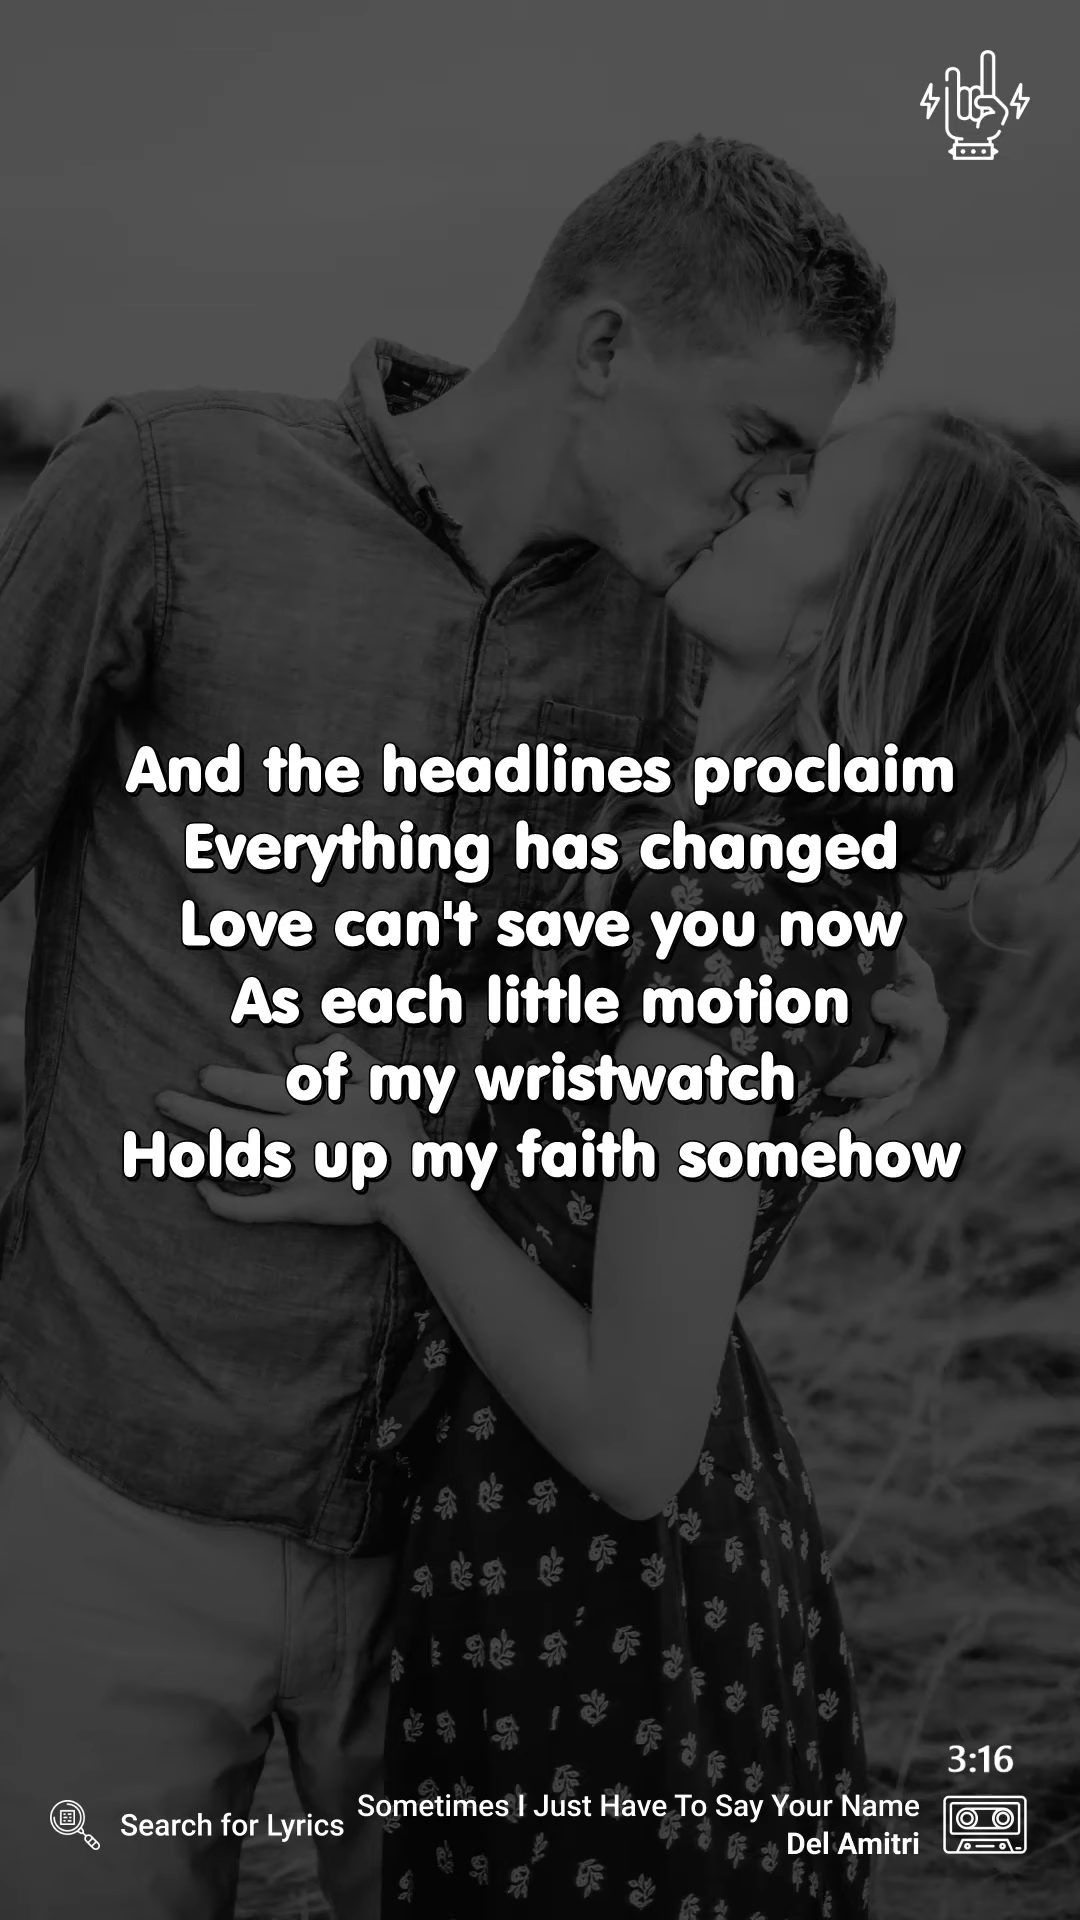 And the headlines proclaim
Everything has changed
Love can't save you now
As each little motion
of my wristwatch
Holds up my faith somehow
3:16
Search for Lyrics
Sometimes I Just Have To Say Your Name
Del Amitri